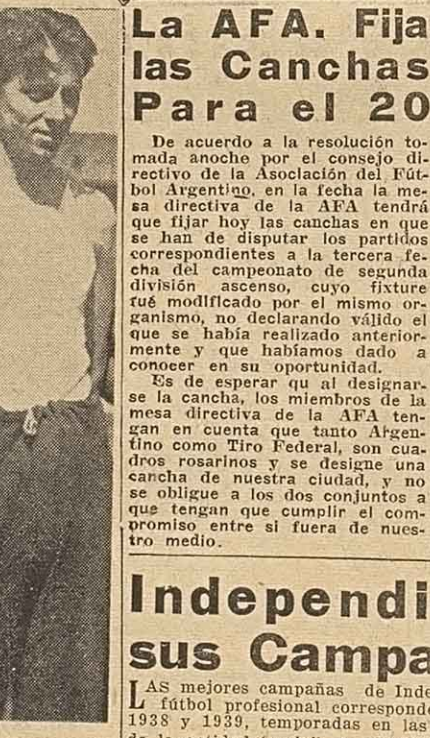 La AFA. Fija
las Canchas
Para el 20
De acuerdo a la resolución to-
mada anoche por el consejo di-
rectivo de la Asociación del Fút-
bol Argentino, en la fecha la me-
sa directiva de la AFA tendrá
que fijar hoy las canchas en que
se han de disputar los partidos
correspondientes a la tercera fe-
cha del campeonato de segunda
división ascenso, cuyo fixture
fué modificado por el mismo or-
ganismo, no declarando válido el
que se había realizado anterior-
mente y que habíamos dado a
conocer en su oportunidad.
Es de esperar qu al designar-
se la cancha, los miembros de la
mesa directiva de la AFA ten-
gan en cuenta que tanto Argen-
tino como Tiro Federal, son cua-
dros rosarinos y se designe una
cancha de nuestra ciudad, y no
se obligue a los dos conjuntos a
que tengan que cumplir el com-
promiso entre si fuera de nues-
tro medio.
Independi
sus Campa
LAS mejores campañas de Inde
fútbol profesional correspond
1938 y 1939, temporadas en las